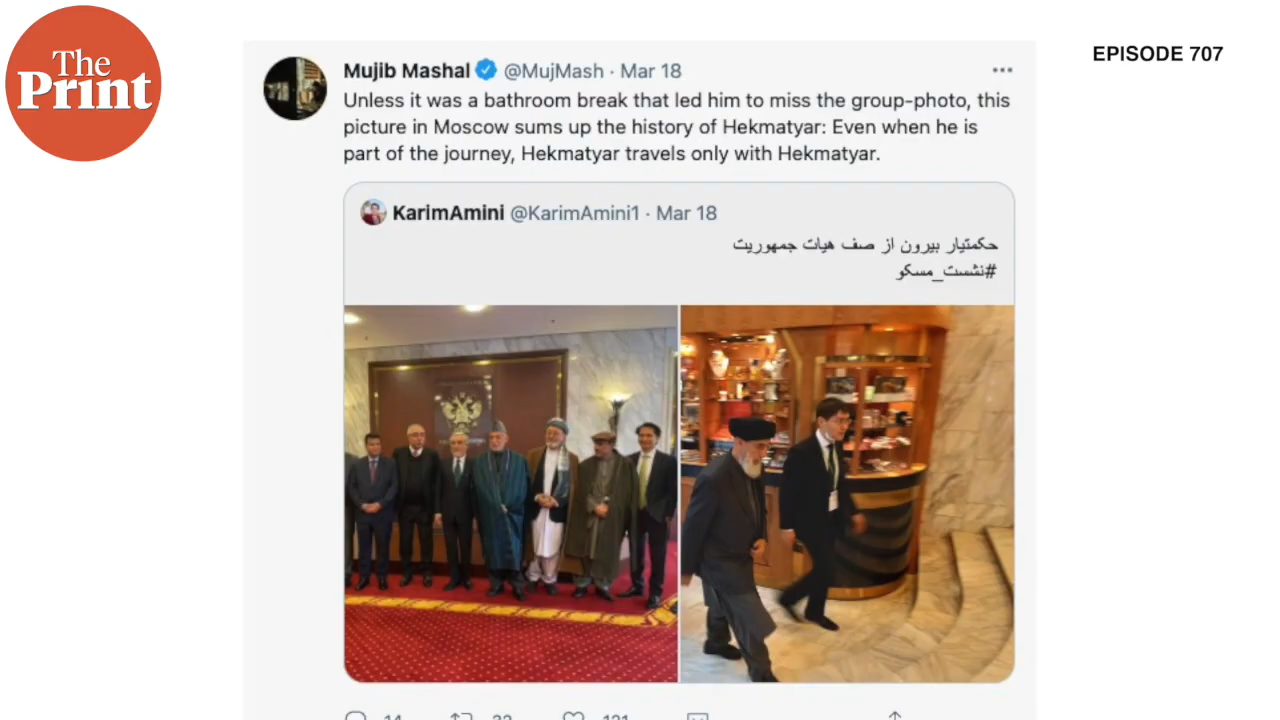 The
Print
EPISODE 707
Mujib Mashal @MujMash · Mar 18
Unless it was a bathroom break that led him to miss the group-photo, this
picture in Moscow sums up the history of Hekmatyar: Even when he is
part of the journey, Hekmatyar travels only with Hekmatyar.
KarimAmini @KarimAmini1 · Mar 18
حکمتیار بیرون از صف هیات جمهوریت
#نشست_مسکو